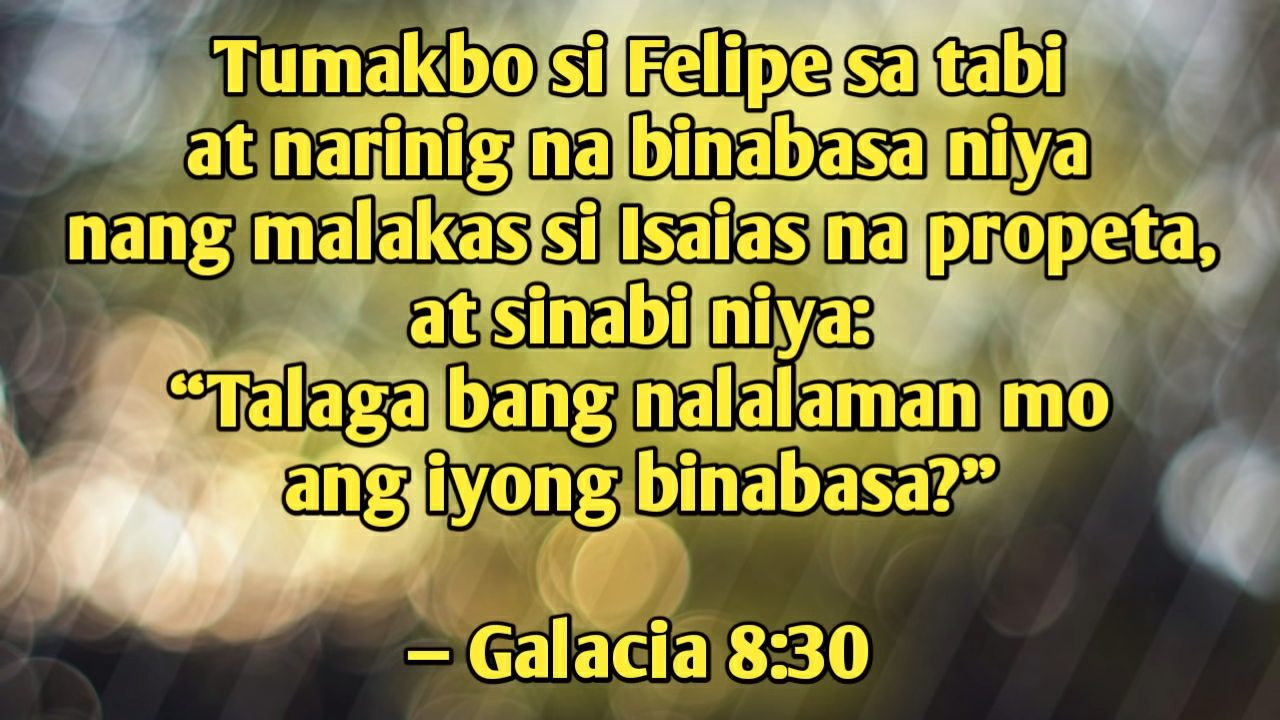 Tumakbo si Felipe sa tabi
at narinig na binabasa niya
nang malakas si Isaias na propeta,
at sinabi niya:
“Talaga bang nalalaman mo
ang iyong binabasa?”
– Galacia 8:30